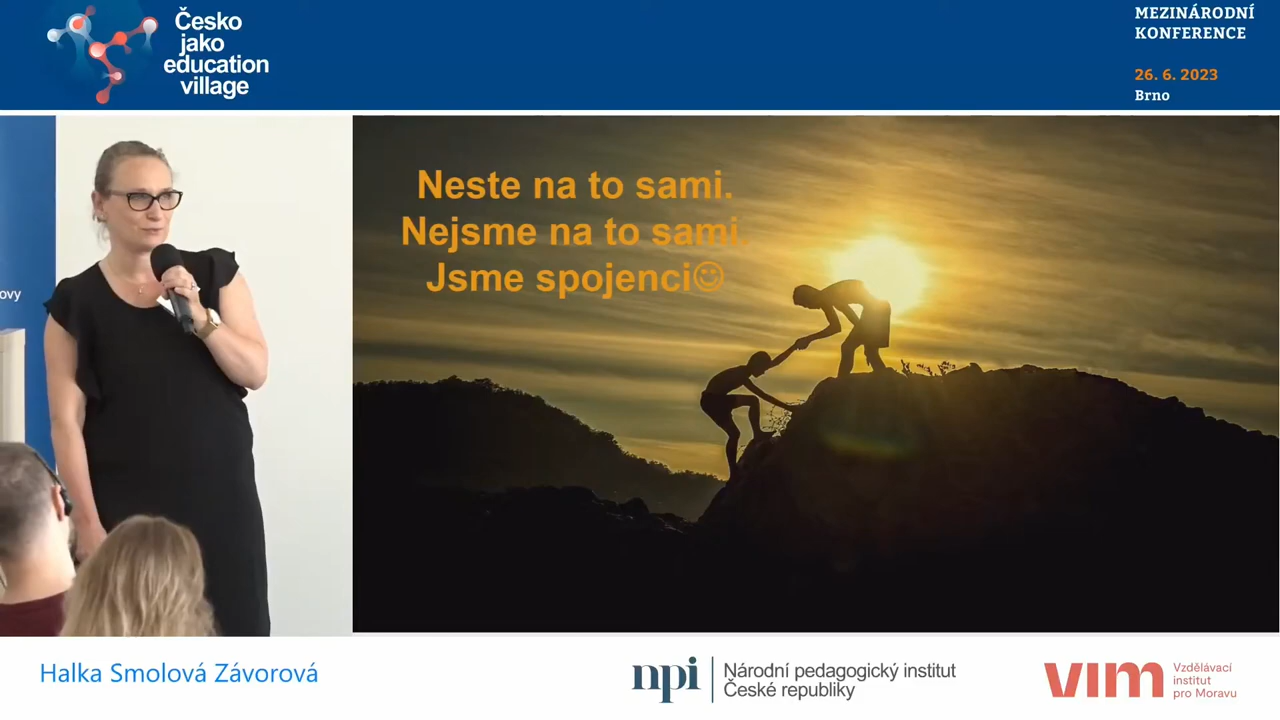 Česko
jako
education
village
MEZINÁRODNÍ
KONFERENCE
26. 6. 2023
Brno
Neste na to sami.
Nejsme na to sami.
Jsme spojenci☺
ovy
Halka Smolová Závorová
npi
Národní pedagogický institut
České republiky
vim
Vzdělávací
institut
pro Moravu